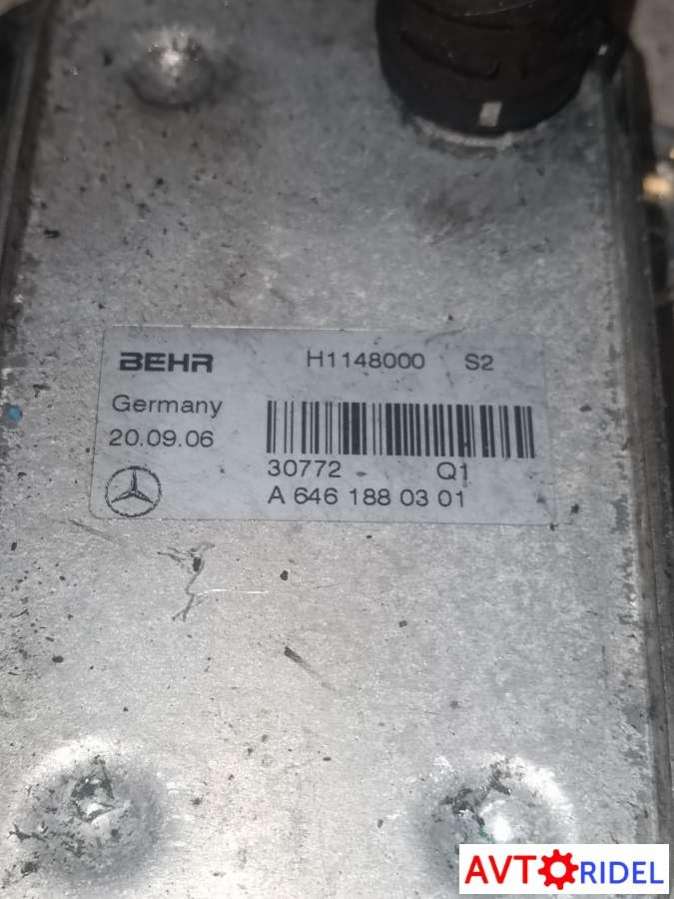 BEHR H1148000 S2
Germany
20.09.06
30772 Q1
A 646 188 03 01
AVTORIDEL